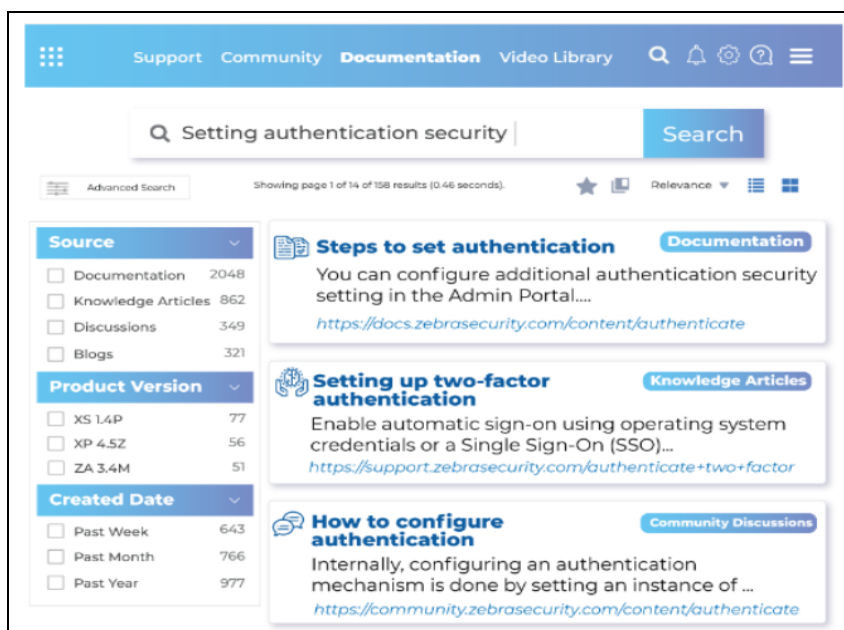 Support Community Documentation Video Library
Setting authentication security
Search
Advanced Search
Showing page 1 of 14 of 158 results (0.46 seconds).
Relevance
Source
Documentation 2048
Knowledge Articles 862
Discussions 349
Blogs 321
Product Version
XS 1.4P 77
XP 4.5Z 56
ZA 3.4M 51
Created Date
Past Week 643
Past Month 766
Past Year 977
Steps to set authentication
Documentation
You can configure additional authentication security
setting in the Admin Portal....
https://docs.zebrasecurity.com/content/authenticate
Setting up two-factor
authentication
Knowledge Articles
Enable automatic sign-on using operating system
credentials or a Single Sign-On (SSO)...
https://support.zebrasecurity.com/authenticate+two+factor
How to configure
authentication
Community Discussions
Internally, configuring an authentication
mechanism is done by setting an instance of ...
https://community.zebrasecurity.com/content/authenticate